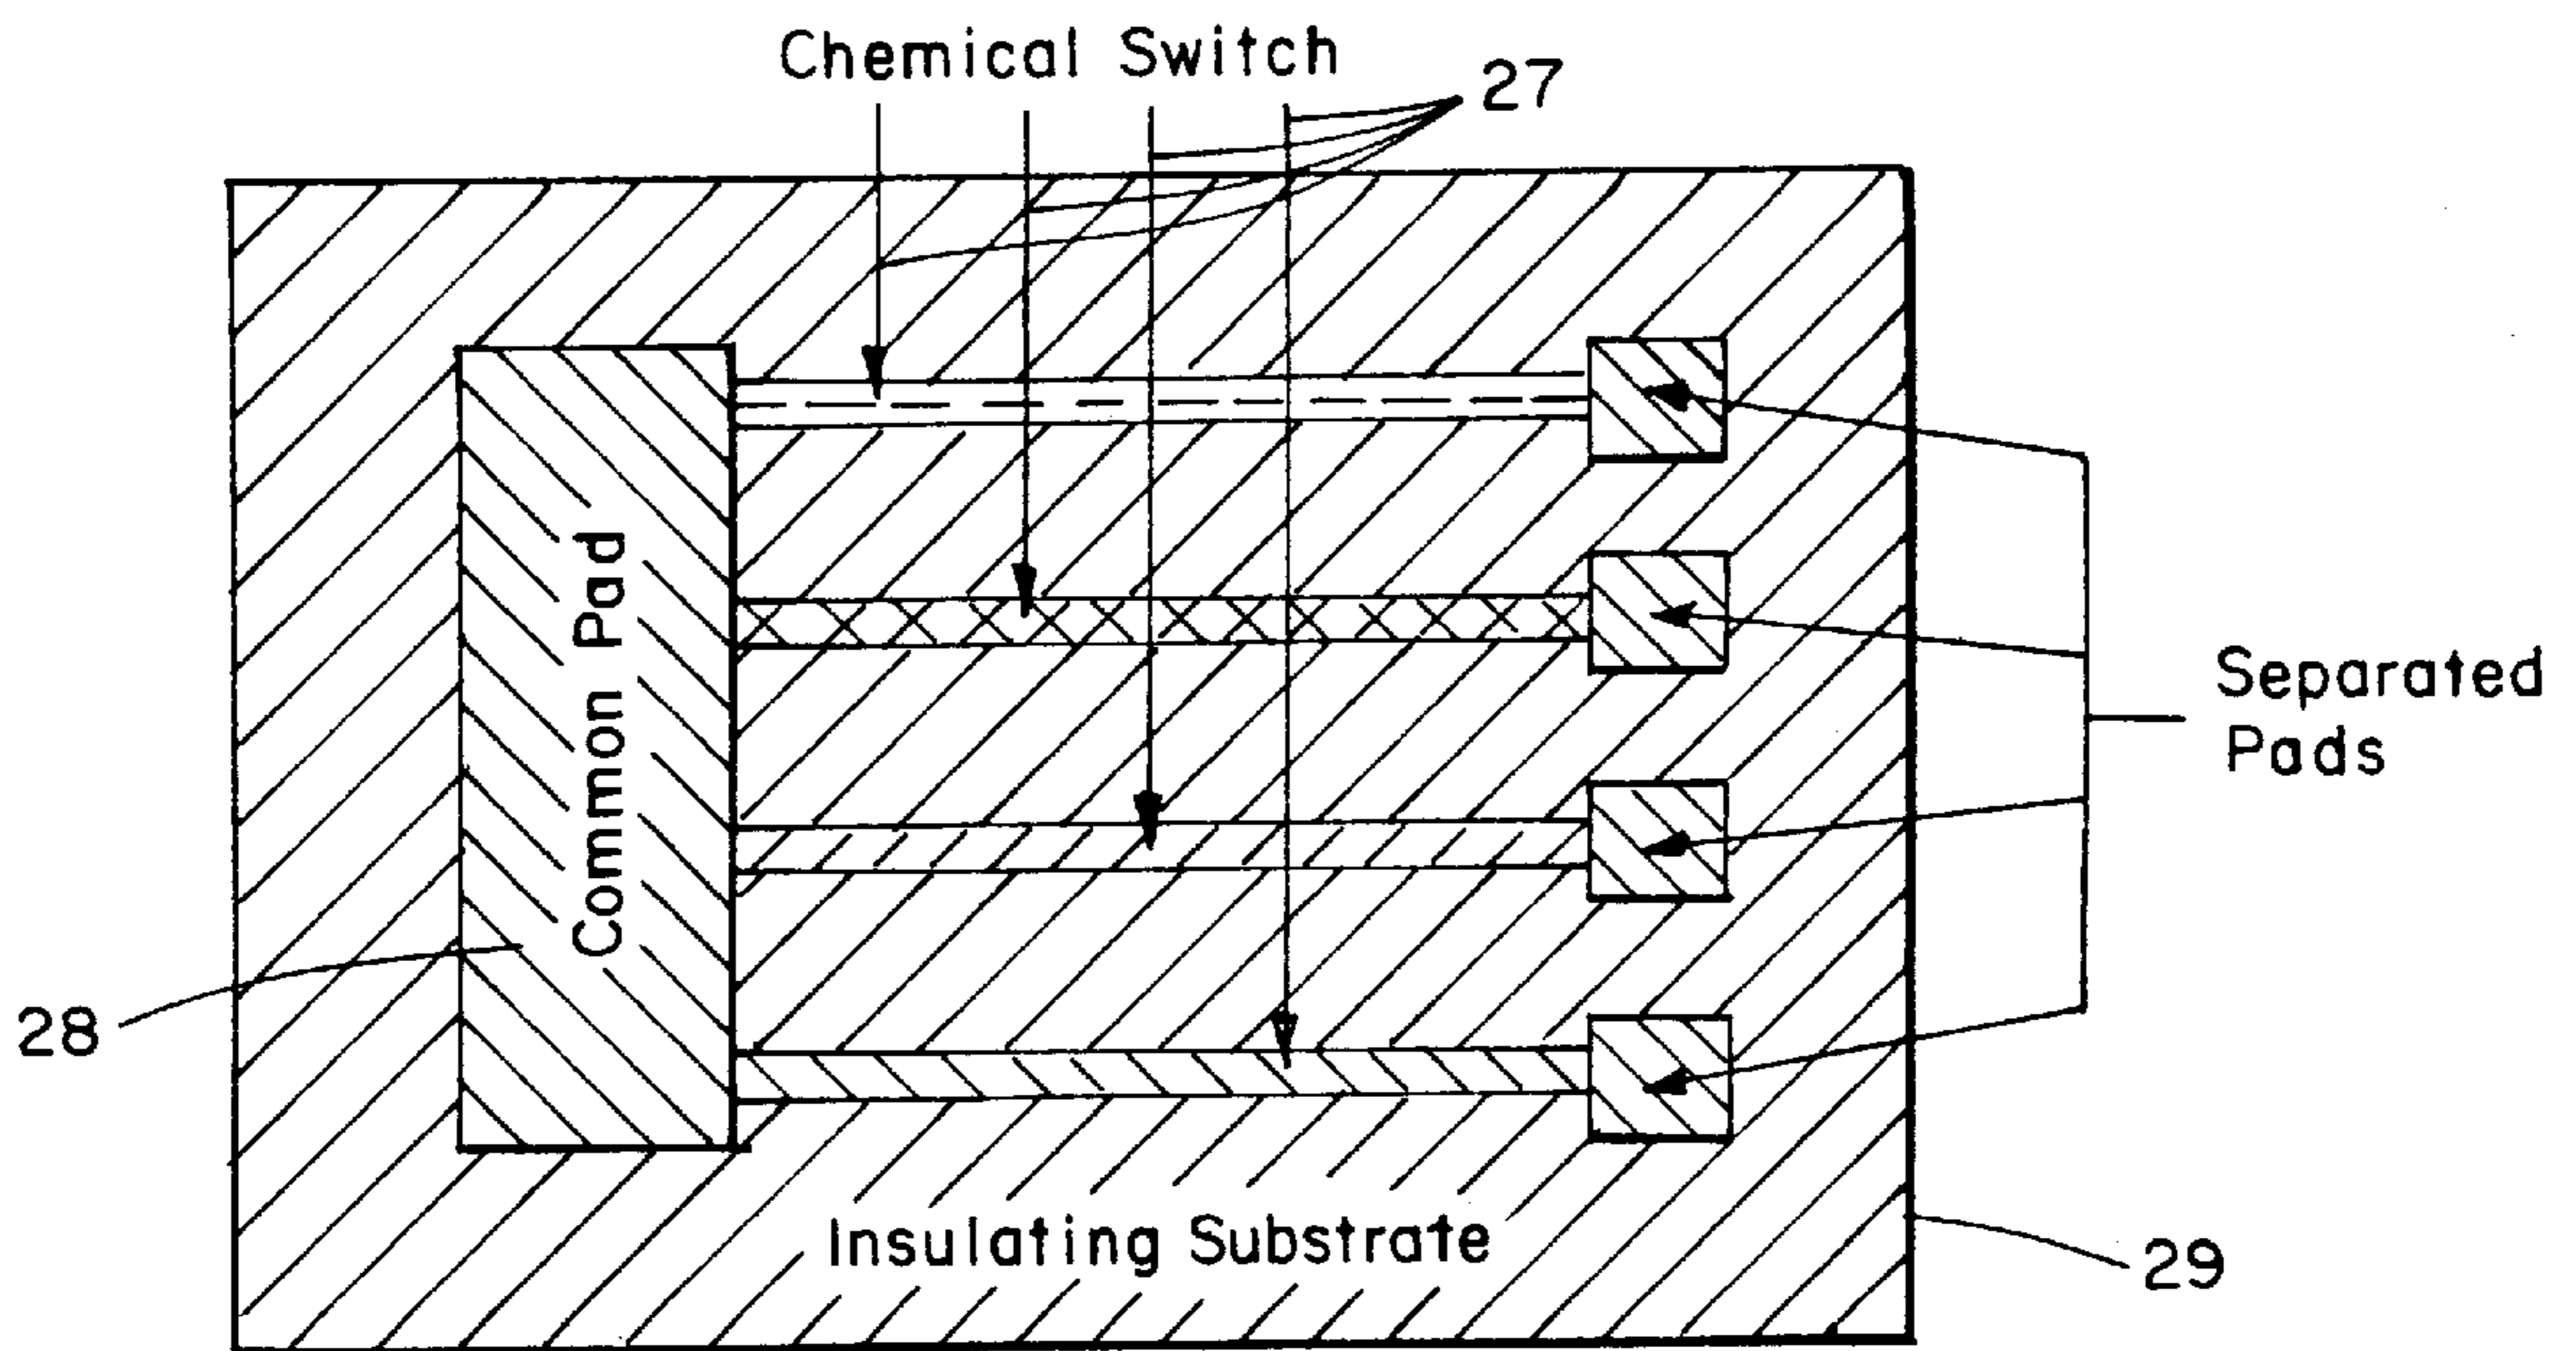 Chemical Switch
27
Common Pad
Separated
Pads
28
Insulating Substrate
29